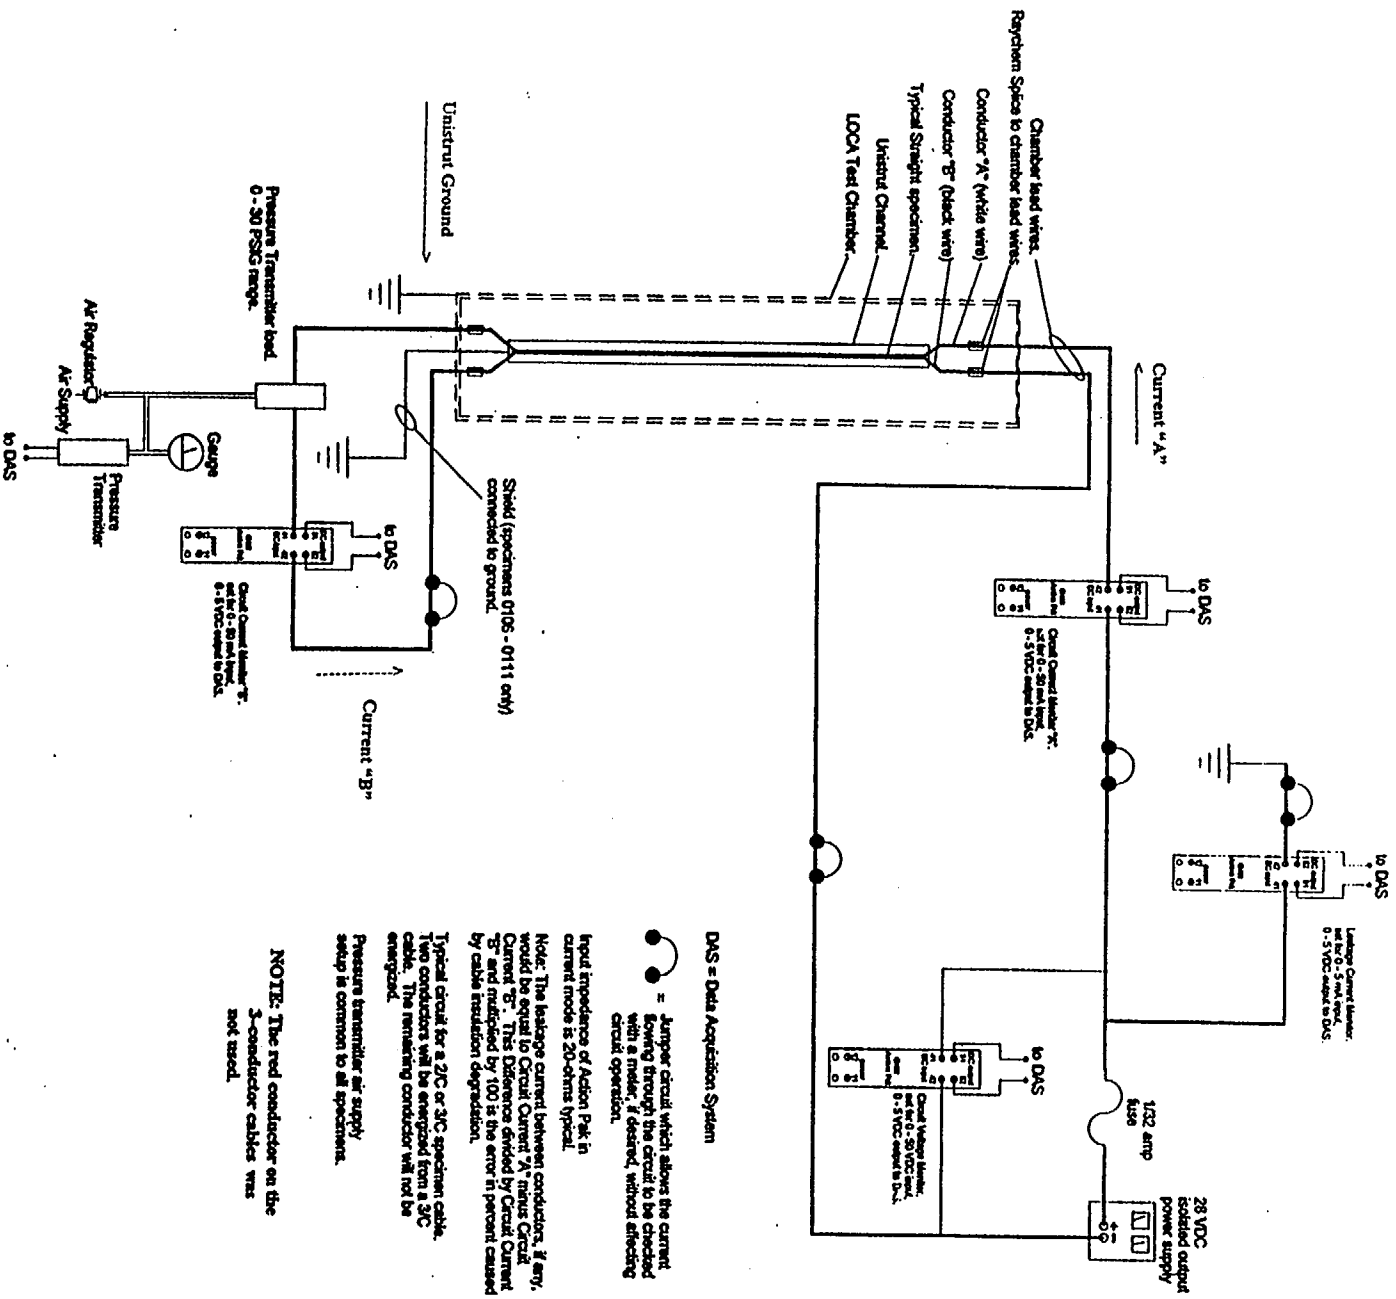 Chamber lead wires.
Raychem Splice to chamber lead wires.
Conductor "A" (white wire)
Conductor "B" (black wire)
Typical Straight specimen.
Unistrut Channel.
LOCA Test Chamber.
Unistrut Ground
Current "A"
to DAS
Circuit Current Monitor "A".
set for 0 - 50 mA input,
0 - 5 VDC output to DAS.
to DAS
Leakage Current Monitor.
set for 0 - 5 mA input,
0 - 5 VDC output to DAS.
to DAS
Circuit Voltage Monitor.
set for 0 - 50 VDC input,
0 - 5 VDC output to
1/32 amp
fuse
28 VDC
isolated output
power supply
+ -
Pressure Transmitter load.
0 - 30 PSIG range.
Air Regulator
Air Supply
Gauge
Pressure
Transmitter
to DAS
to DAS
Circuit Current Monitor "B".
set for 0 - 50 mA input,
0 - 5 VDC output to DAS.
Shield (specimens 0106 - 0111 only)
connected to ground.
Current "B"
DAS = Data Acquisition System
= Jumper circuit which allows the current
flowing through the circuit to be checked
with a meter, if desired, without affecting
circuit operation.
Input impedance of Action Pak in
current mode is 20-ohms typical.
Note: The leakage current between conductors, if any,
would be equal to Circuit Current "A" minus Circuit
Current "B". This Difference divided by Circuit Current
"B" and multiplied by 100 is the error in percent caused
by cable insulation degradation.
Typical circuit for a 2/C or 3/C specimen cable.
Two conductors will be energized from a 3/C
cable. The remaining conductor will not be
energized.
Pressure transmitter air supply
setup is common to all specimens.
NOTE: The red conductor on the
3-conductor cables was
not used.